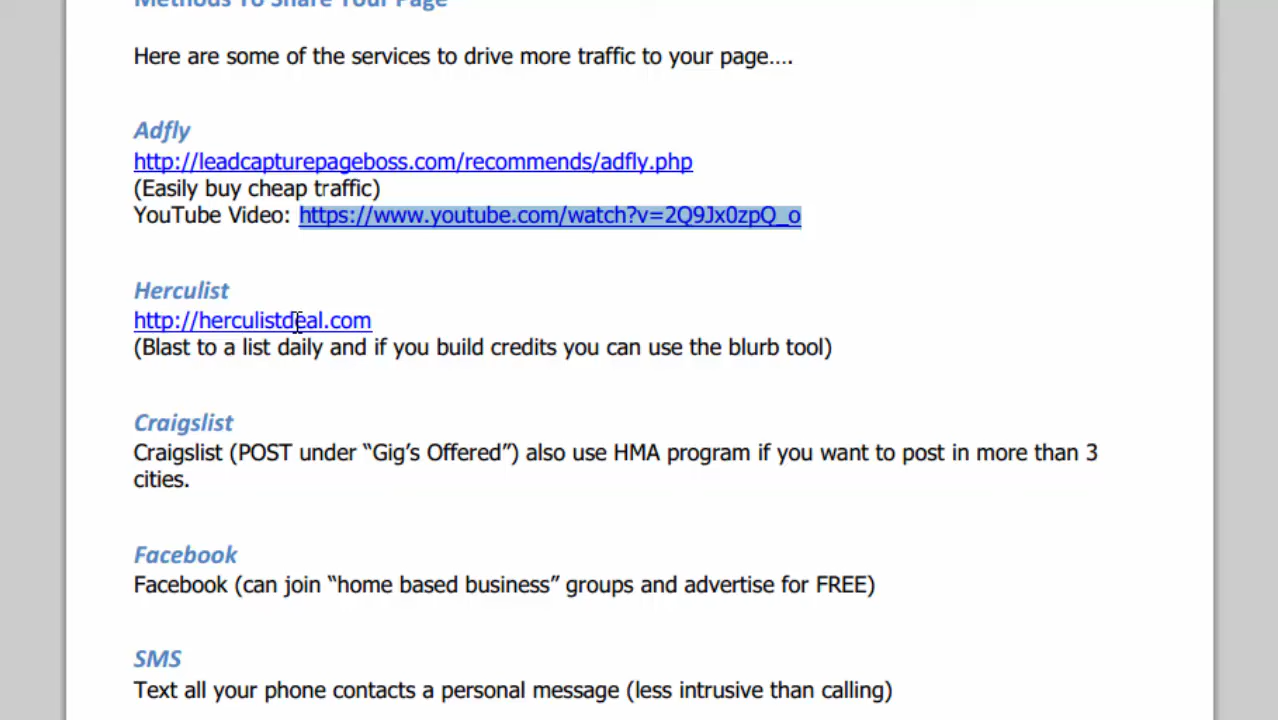 Methods To Share Your Page
Here are some of the services to drive more traffic to your page....
Adfly
http://leadcapturepageboss.com/recommends/adfly.php
(Easily buy cheap traffic)
YouTube Video: https://www.youtube.com/watch?v=2Q9Jx0zpQ_o
Herculist
http://herculistdeal.com
(Blast to a list daily and if you build credits you can use the blurb tool)
Craigslist
Craigslist (POST under “Gig’s Offered”) also use HMA program if you want to post in more than 3
cities.
Facebook
Facebook (can join “home based business” groups and advertise for FREE)
SMS
Text all your phone contacts a personal message (less intrusive than calling)